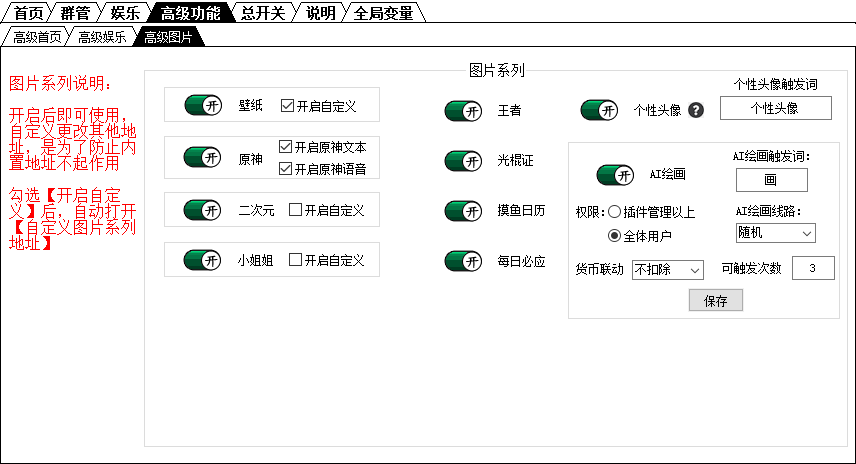 首页 群管 娱乐 高级功能 总开关 说明 全局变量
高级首页 高级娱乐 高级图片
图片系列说明：
开启后即可使用，
自定义更改其他地
址，是为了防止内
置地址不起作用
勾选【开启自定
义】后，自动打开
【自定义图片系列
地址】
图片系列
开 壁纸 开启自定义
开 原神 开启原神文本
开启原神语音
开 二次元 开启自定义
开 小姐姐 开启自定义
开 王者
开 光棍证
开 摸鱼日历
开 每日必应
开 个性头像 ?
个性头像触发词
个性头像
开 AI绘画
AI绘画触发词：
画
权限： 插件管理以上
全体用户
AI绘画线路：
随机
货币联动 不扣除 可触发次数 3
保存